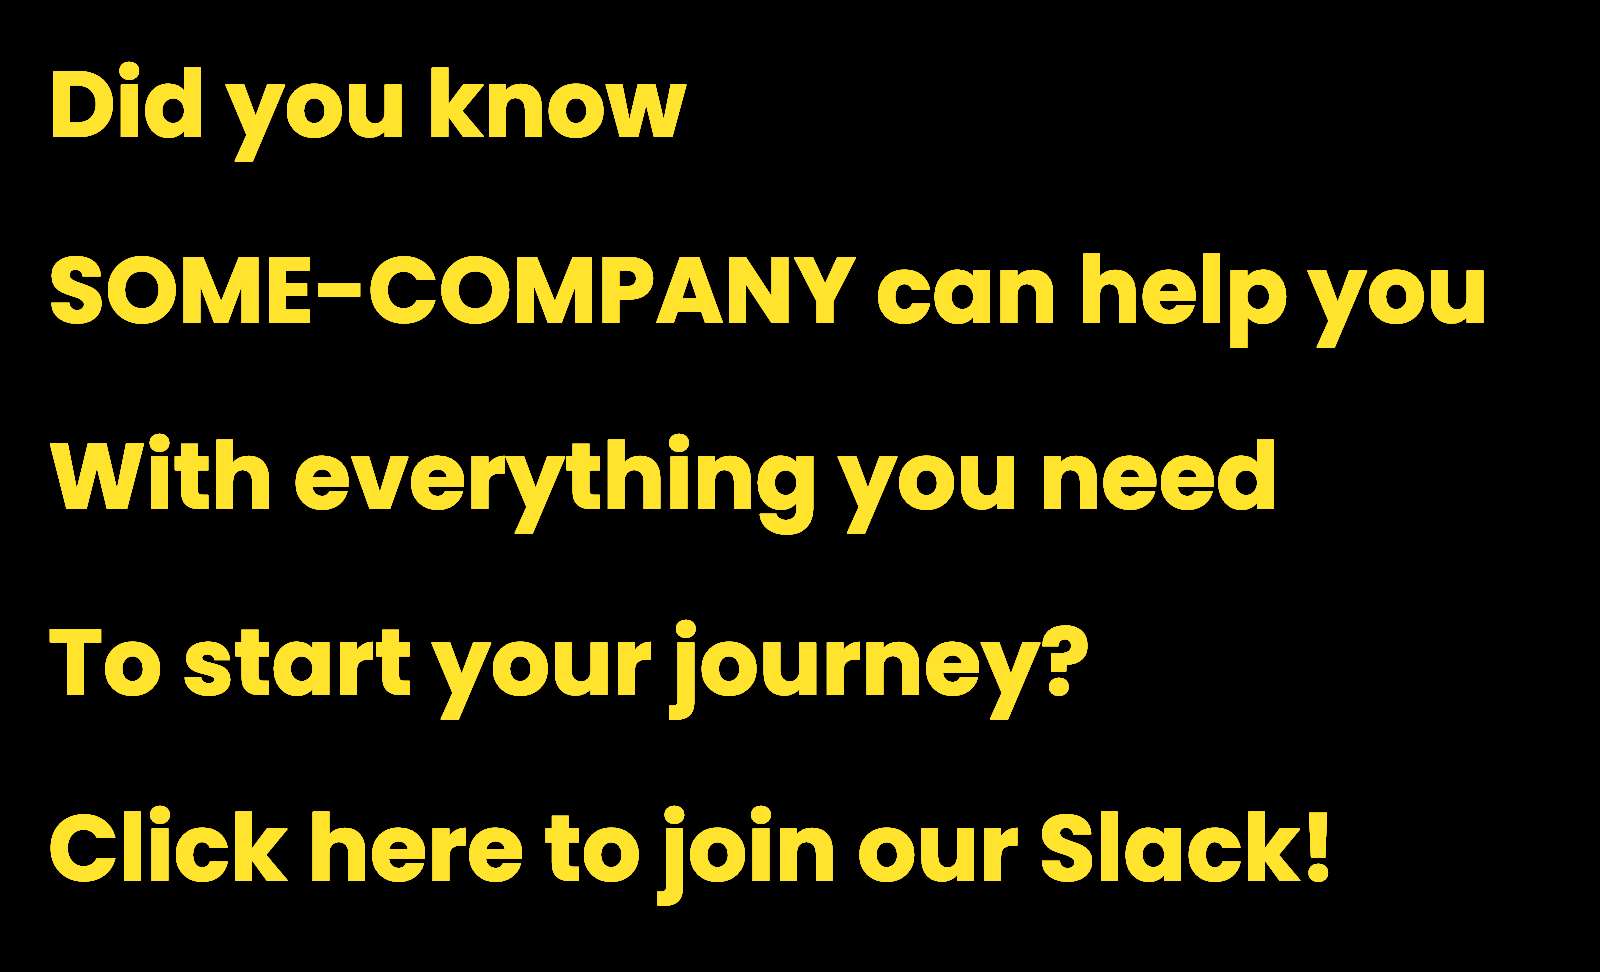 Did you know
SOME-COMPANY can help you
With everything you need
To start your journey?
Click here to join our Slack!